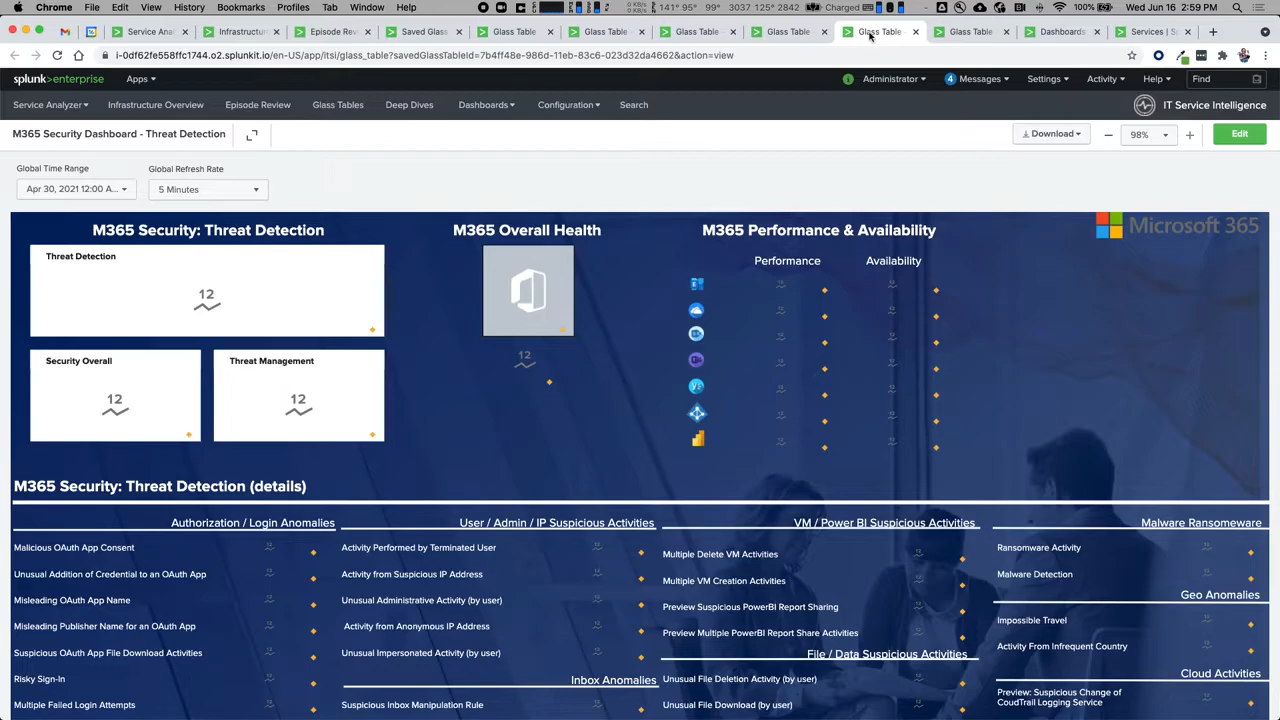 Chrome File Edit View History Bookmarks Profiles Tab Window Help 141° 95° 99° 3037 125° 2842 Charged 100% Wed Jun 16 2:59 PM
Service Anal Infrastructur Episode Revi Saved Glass Glass Table Glass Table Glass Table Glass Table Glass Table Glass Table Dashboards Services | Sp
i-0df62fe558ffc1744.o2.splunkit.io/en-US/app/itsi/glass_table?savedGlassTableId=7b4ff48e-986d-11eb-83c6-023d32da4662&action=view
splunk>enterprise Apps Administrator 4 Messages Settings Activity Help Find
Service Analyzer Infrastructure Overview Episode Review Glass Tables Deep Dives Dashboards Configuration Search IT Service Intelligence
M365 Security Dashboard - Threat Detection Download 98% Edit
Global Time Range Global Refresh Rate
Apr 30, 2021 12:00 A... 5 Minutes
M365 Security: Threat Detection M365 Overall Health M365 Performance & Availability Microsoft 365
Threat Detection
12
Performance Availability
Security Overall Threat Management
12 12
12
M365 Security: Threat Detection (details)
Authorization / Login Anomalies
Malicious OAuth App Consent
Unusual Addition of Credential to an OAuth App
Misleading OAuth App Name
Misleading Publisher Name for an OAuth App
Suspicious OAuth App File Download Activities
Risky Sign-In
Multiple Failed Login Attempts
User / Admin / IP Suspicious Activities
Activity Performed by Terminated User
Activity from Suspicious IP Address
Unusual Administrative Activity (by user)
Activity from Anonymous IP Address
Unusual Impersonated Activity (by user)
Inbox Anomalies
Suspicious Inbox Manipulation Rule
VM / Power BI Suspicious Activities
Multiple Delete VM Activities
Multiple VM Creation Activities
Preview Suspicious PowerBI Report Sharing
Preview Multiple PowerBI Report Share Activities
File / Data Suspicious Activities
Unusual File Deletion Activity (by user)
Unusual File Download (by user)
Malware Ransomeware
Ransomware Activity
Malware Detection
Geo Anomalies
Impossible Travel
Activity From Infrequent Country
Cloud Activities
Preview: Suspicious Change of
CoudTrail Logging Service